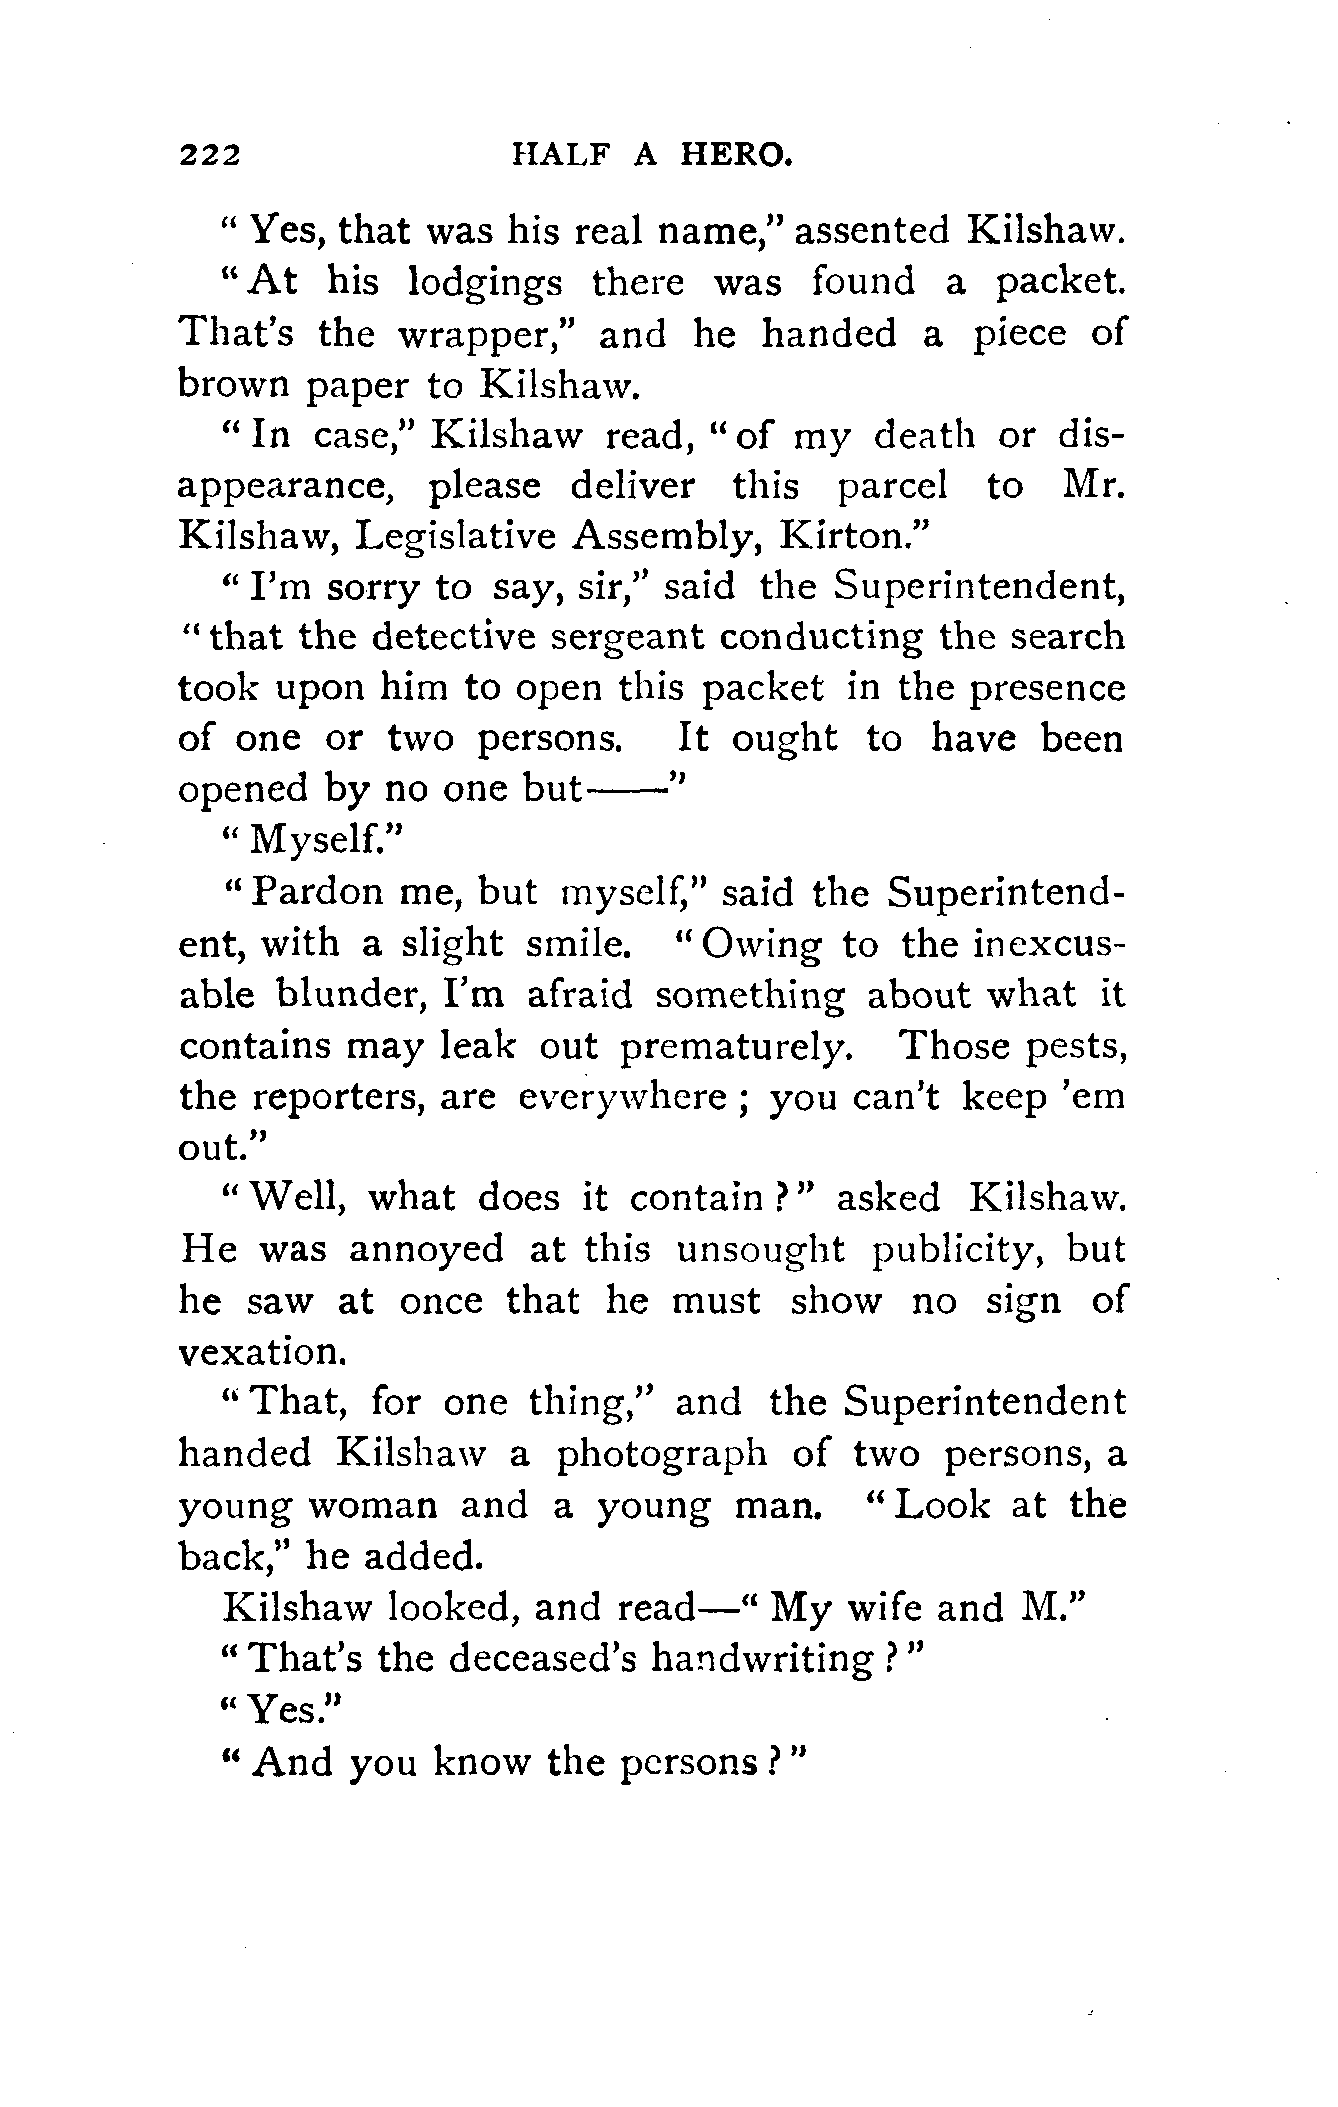 222 HALF A HERO.
“ Yes, that was his real name,” assented Kilshaw.
“ At his lodgings there was found a packet.
That’s the wrapper,” and he handed a piece of
brown paper to Kilshaw.
“ In case,” Kilshaw read, “ of my death or dis-
appearance, please deliver this parcel to Mr.
Kilshaw, Legislative Assembly, Kirton.”
“ I’m sorry to say, sir,” said the Superintendent,
“ that the detective sergeant conducting the search
took upon him to open this packet in the presence
of one or two persons. It ought to have been
opened by no one but——”
“ Myself.”
“ Pardon me, but myself,” said the Superintend-
ent, with a slight smile. “ Owing to the inexcus-
able blunder, I’m afraid something about what it
contains may leak out prematurely. Those pests,
the reporters, are everywhere ; you can’t keep ’em
out.”
“ Well, what does it contain ? ” asked Kilshaw.
He was annoyed at this unsought publicity, but
he saw at once that he must show no sign of
vexation.
“ That, for one thing,” and the Superintendent
handed Kilshaw a photograph of two persons, a
young woman and a young man. “ Look at the
back,” he added.
Kilshaw looked, and read—“ My wife and M.”
“ That’s the deceased’s handwriting ? ”
“ Yes.”
“ And you know the persons ? ”